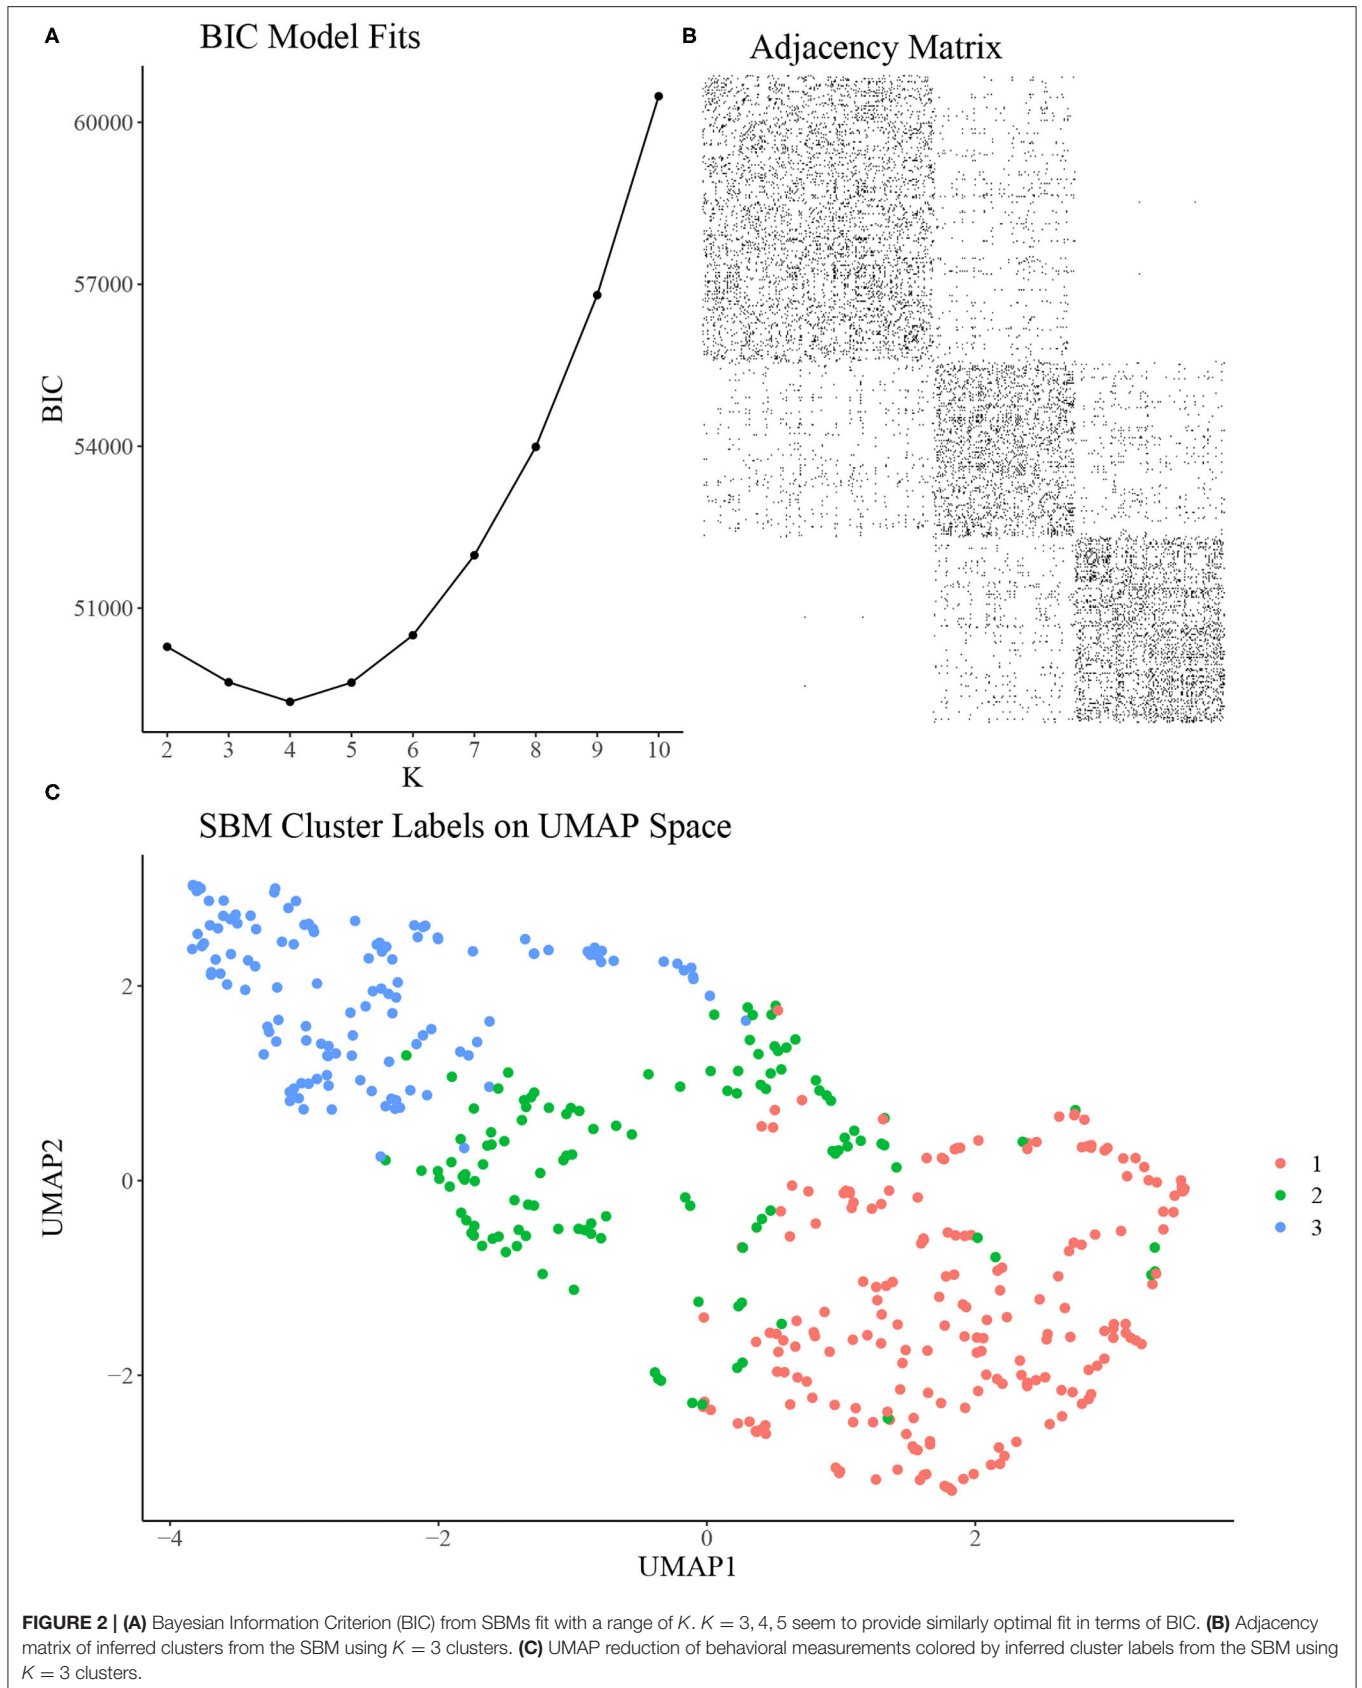 A
BIC Model Fits
60000
57000
54000
51000
BIC
2 3 4 5 6 7 8 9 10
K
B
Adjacency Matrix
C
SBM Cluster Labels on UMAP Space
2
0
−2
UMAP2
−4 −2 0 2
UMAP1
1
2
3
FIGURE 2 | (A) Bayesian Information Criterion (BIC) from SBMs fit with a range of K. K = 3, 4, 5 seem to provide similarly optimal fit in terms of BIC. (B) Adjacency
matrix of inferred clusters from the SBM using K = 3 clusters. (C) UMAP reduction of behavioral measurements colored by inferred cluster labels from the SBM using
K = 3 clusters.